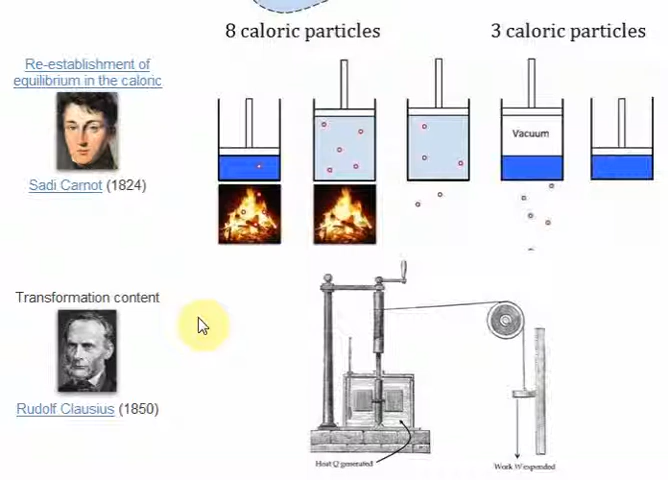 8 caloric particles
3 caloric particles
Re-establishment of
equilibrium in the caloric
Vacuum
Sadi Carnot (1824)
Transformation content
Rudolf Clausius (1850)
Heat Q generated
Work W expended